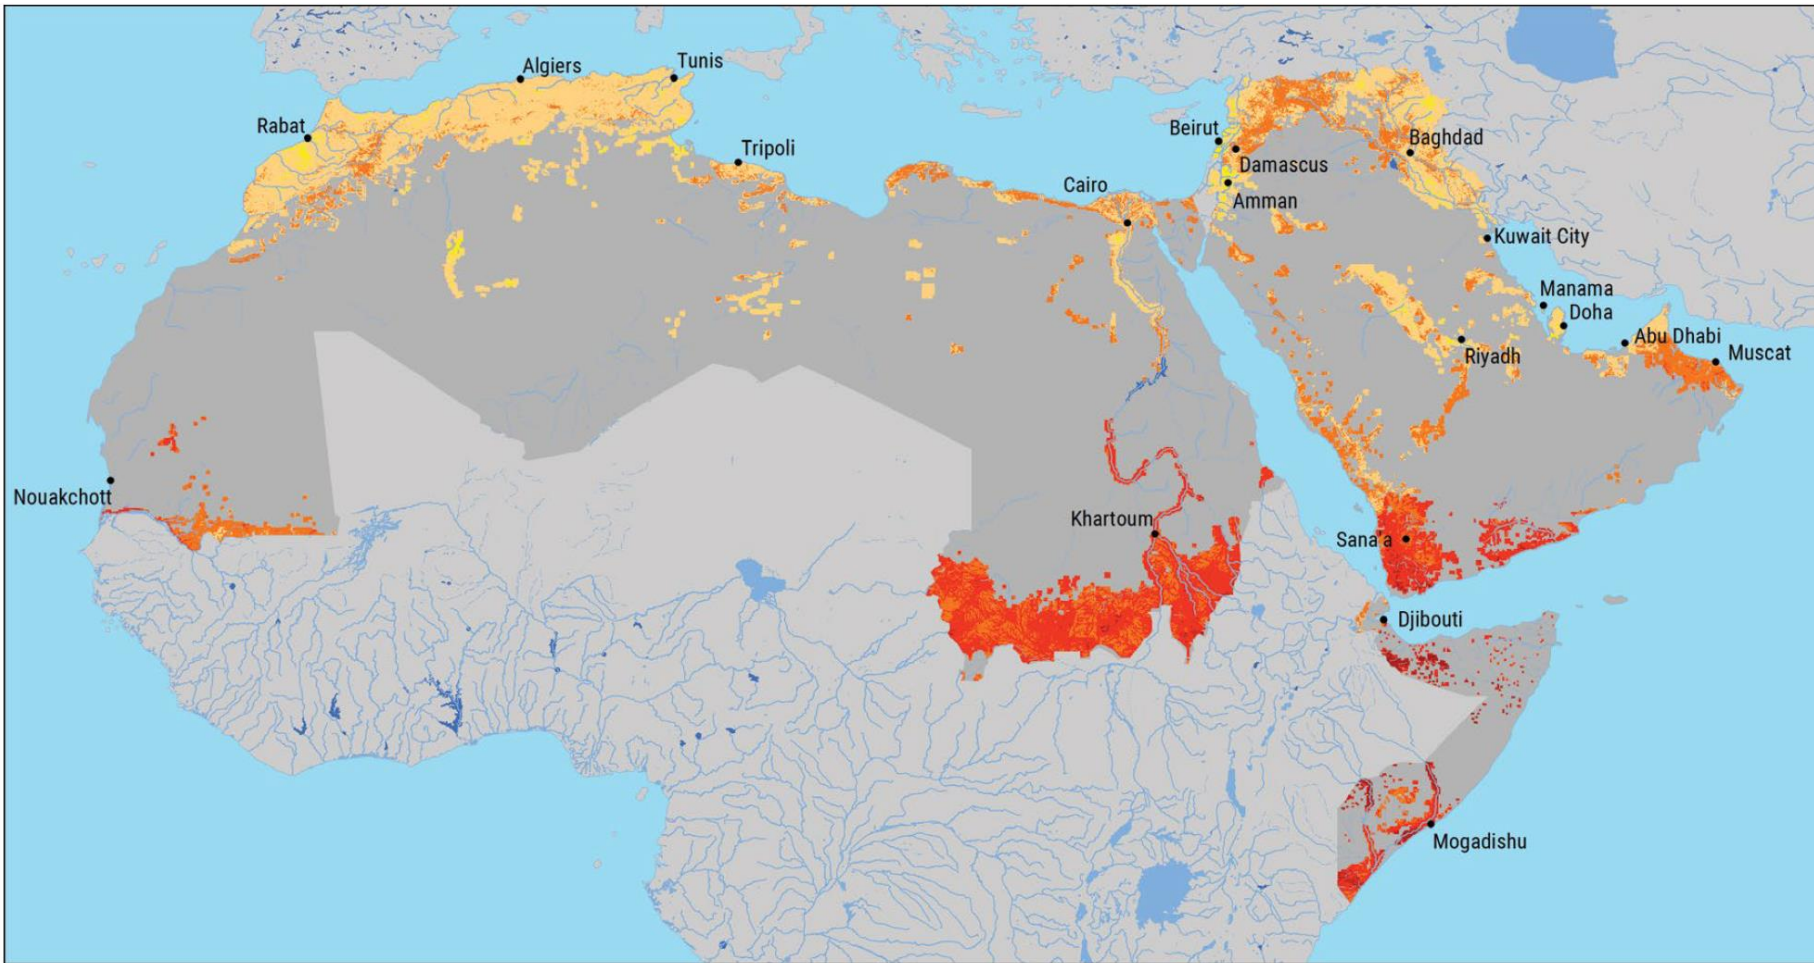 Algiers
Tunis
Rabat
Tripoli
Beirut
Baghdad
Damascus
Cairo
Amman
Kuwait City
Manama
Doha
Abu Dhabi
Riyadh
Muscat
Nouakchott
Khartoum
Sana'a
Djibouti
Mogadishu